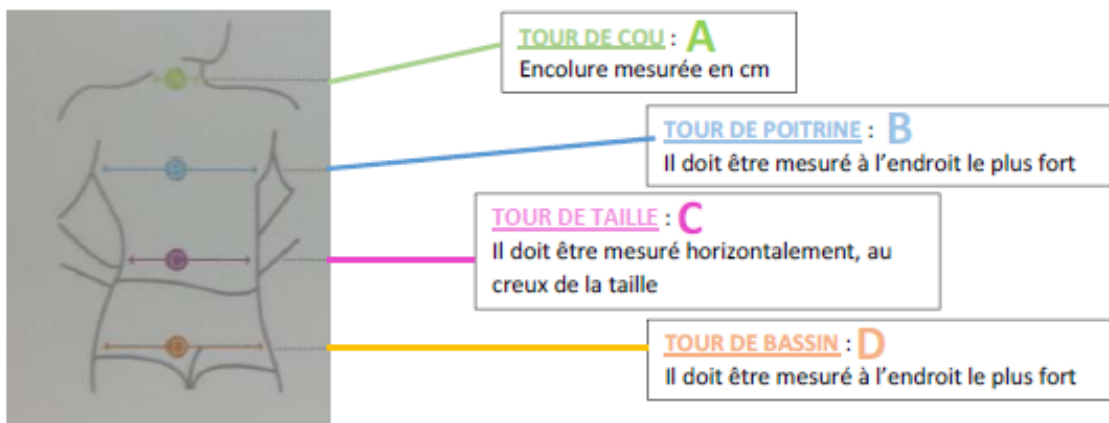 TOUR DE COU : A
Encolure mesurée en cm
TOUR DE POITRINE : B
Il doit être mesuré à l'endroit le plus fort
TOUR DE TAILLE : C
Il doit être mesuré horizontalement, au
creux de la taille
TOUR DE BASSIN : D
Il doit être mesuré à l'endroit le plus fort